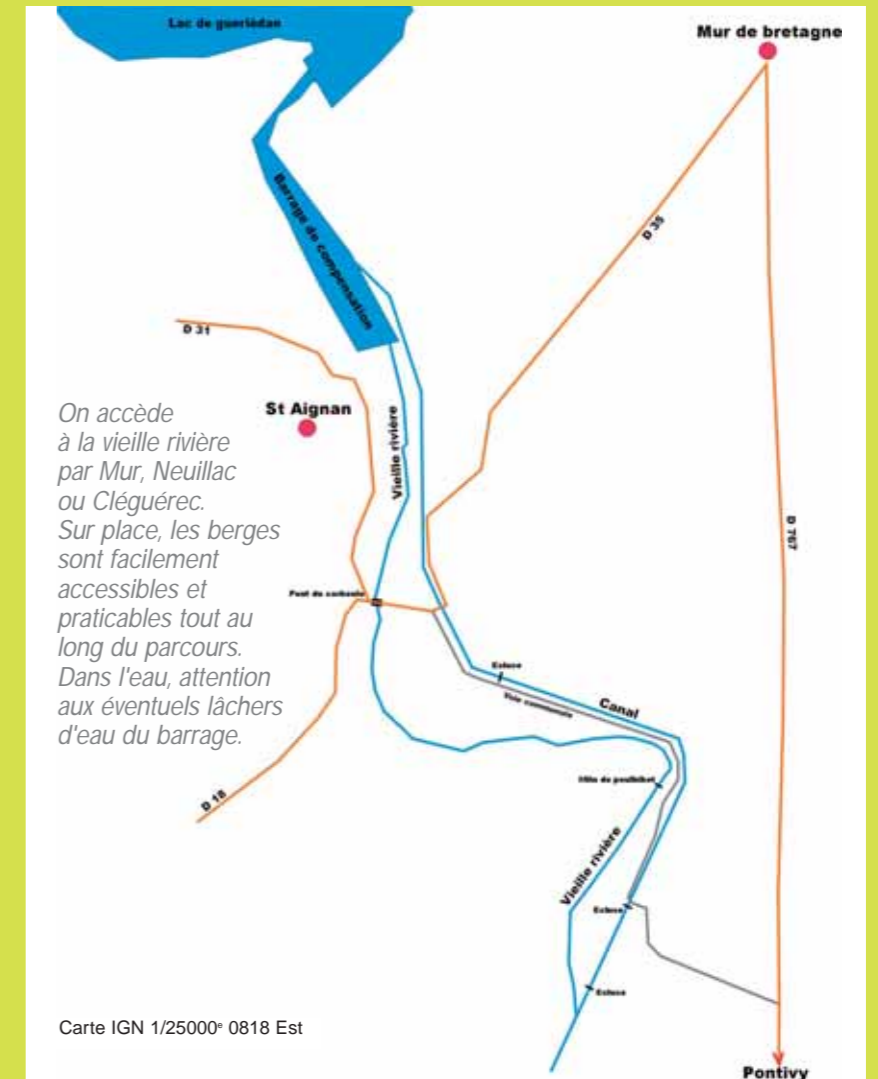 Lac de guerlédan
Mur de bretagne
Barrage de compensation
D 35
D 31
On accède
à la vieille rivière
par Mur, Neuillac
ou Cléguérec.
Sur place, les berges
sont facilement
accessibles et
praticables tout au
long du parcours.
Dans l'eau, attention
aux éventuels lâchers
d'eau du barrage.
St Aignan
Vieille rivière
D 767
Pont du
Ecluse
Voie communale
Canal
D 18
Vieille rivière
Ecluse
Ecluse
Carte IGN 1/25000e 0818 Est
Pontivy